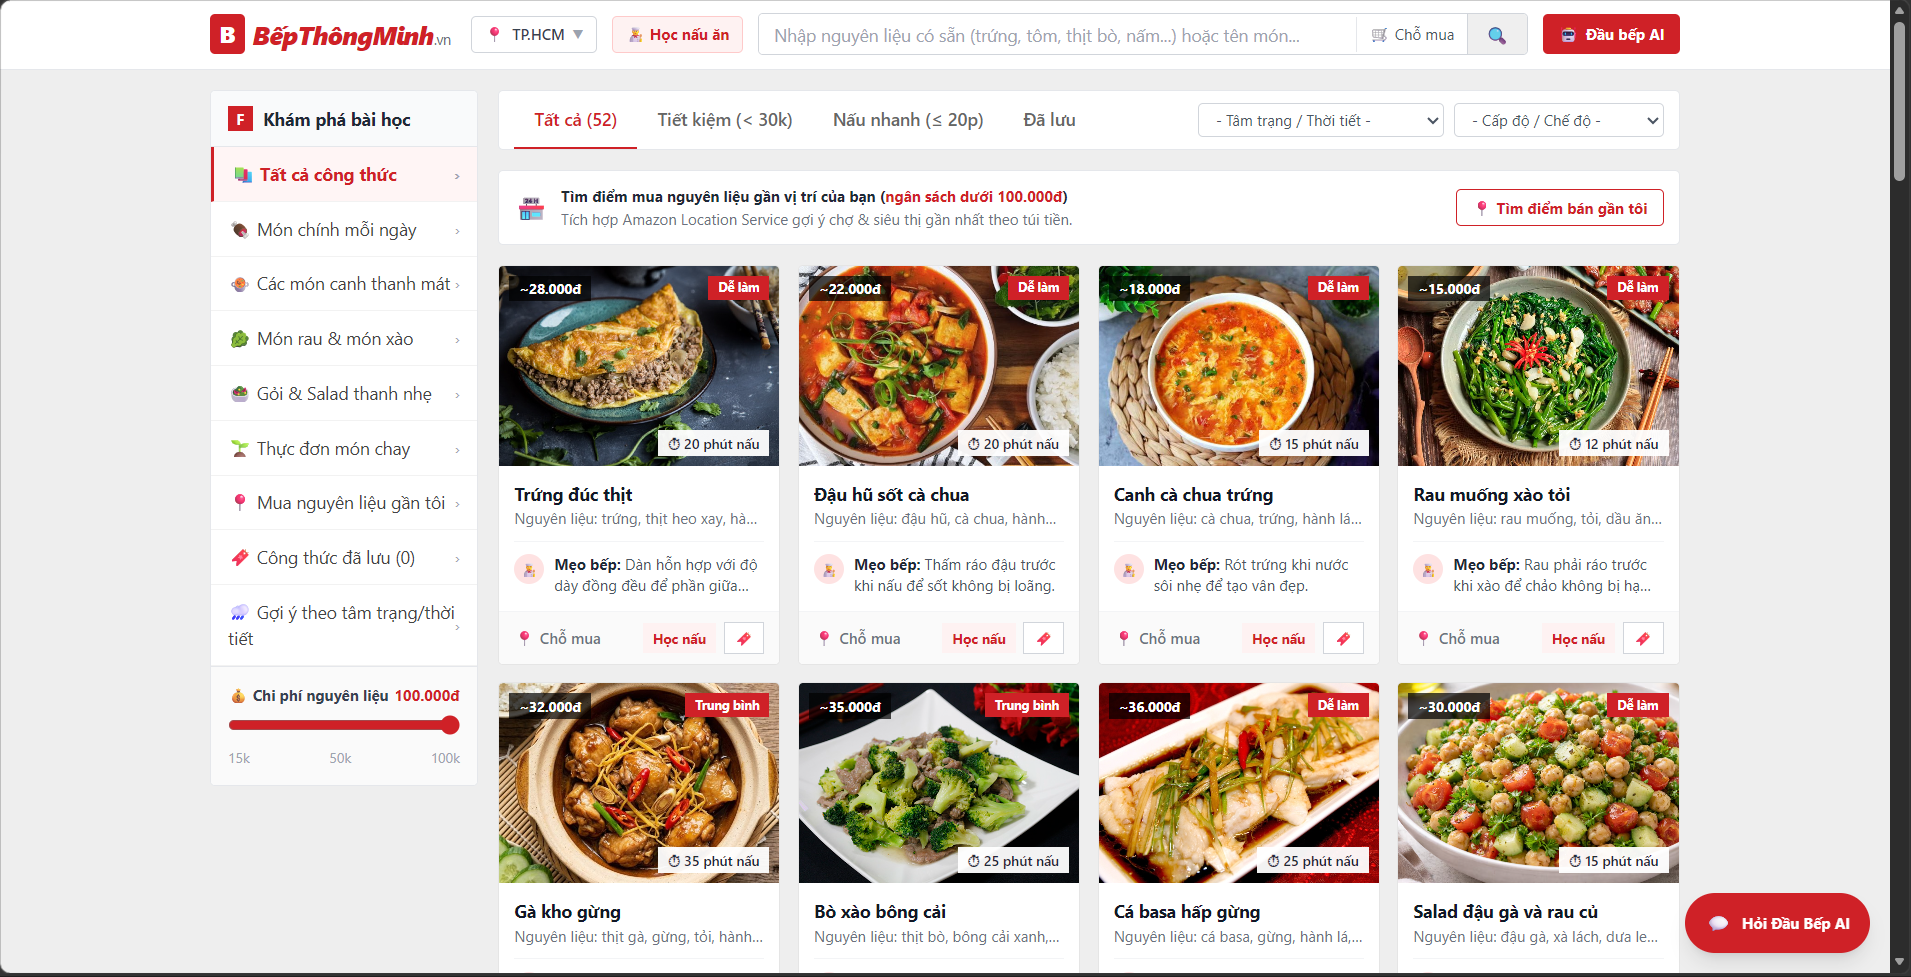 B BếpThôngMinh.vn
TP.HCM
Học nấu ăn
Nhập nguyên liệu có sẵn (trứng, tôm, thịt bò, nấm...) hoặc tên món...
Chỗ mua
Đầu bếp AI
F Khám phá bài học
Tất cả công thức
Món chính mỗi ngày
Các món canh thanh mát
Món rau & món xào
Gỏi & Salad thanh nhẹ
Thực đơn món chay
Mua nguyên liệu gần tôi
Công thức đã lưu (0)
Gợi ý theo tâm trạng/thời
tiết
Chi phí nguyên liệu 100.000đ
15k 50k 100k
Tất cả (52) Tiết kiệm (< 30k) Nấu nhanh (≤ 20p) Đã lưu
- Tâm trạng / Thời tiết - - Cấp độ / Chế độ -
Tìm điểm mua nguyên liệu gần vị trí của bạn (ngân sách dưới 100.000đ)
Tích hợp Amazon Location Service gợi ý chợ & siêu thị gần nhất theo túi tiền.
Tìm điểm bán gần tôi
~28.000đ Dễ làm
20 phút nấu
Trứng đúc thịt
Nguyên liệu: trứng, thịt heo xay, hà...
Mẹo bếp: Dàn hỗn hợp với độ
dày đồng đều để phần giữa...
Chỗ mua Học nấu
~22.000đ Dễ làm
20 phút nấu
Đậu hũ sốt cà chua
Nguyên liệu: đậu hũ, cà chua, hành...
Mẹo bếp: Thấm ráo đậu trước
khi nấu để sốt không bị loãng.
Chỗ mua Học nấu
~18.000đ Dễ làm
15 phút nấu
Canh cà chua trứng
Nguyên liệu: cà chua, trứng, hành lá...
Mẹo bếp: Rót trứng khi nước
sôi nhẹ để tạo vân đẹp.
Chỗ mua Học nấu
~15.000đ Dễ làm
12 phút nấu
Rau muống xào tỏi
Nguyên liệu: rau muống, tỏi, dầu ăn...
Mẹo bếp: Rau phải ráo trước
khi xào để chảo không bị hạ...
Chỗ mua Học nấu
~32.000đ Trung bình
35 phút nấu
Gà kho gừng
Nguyên liệu: thịt gà, gừng, tỏi, hành...
~35.000đ Trung bình
25 phút nấu
Bò xào bông cải
Nguyên liệu: thịt bò, bông cải xanh,...
~36.000đ Dễ làm
25 phút nấu
Cá basa hấp gừng
Nguyên liệu: cá basa, gừng, hành lá,...
~30.000đ Dễ làm
15 phút nấu
Salad đậu gà và rau củ
Nguyên liệu: đậu gà, xà lách, dưa le...
Hỏi Đầu Bếp AI